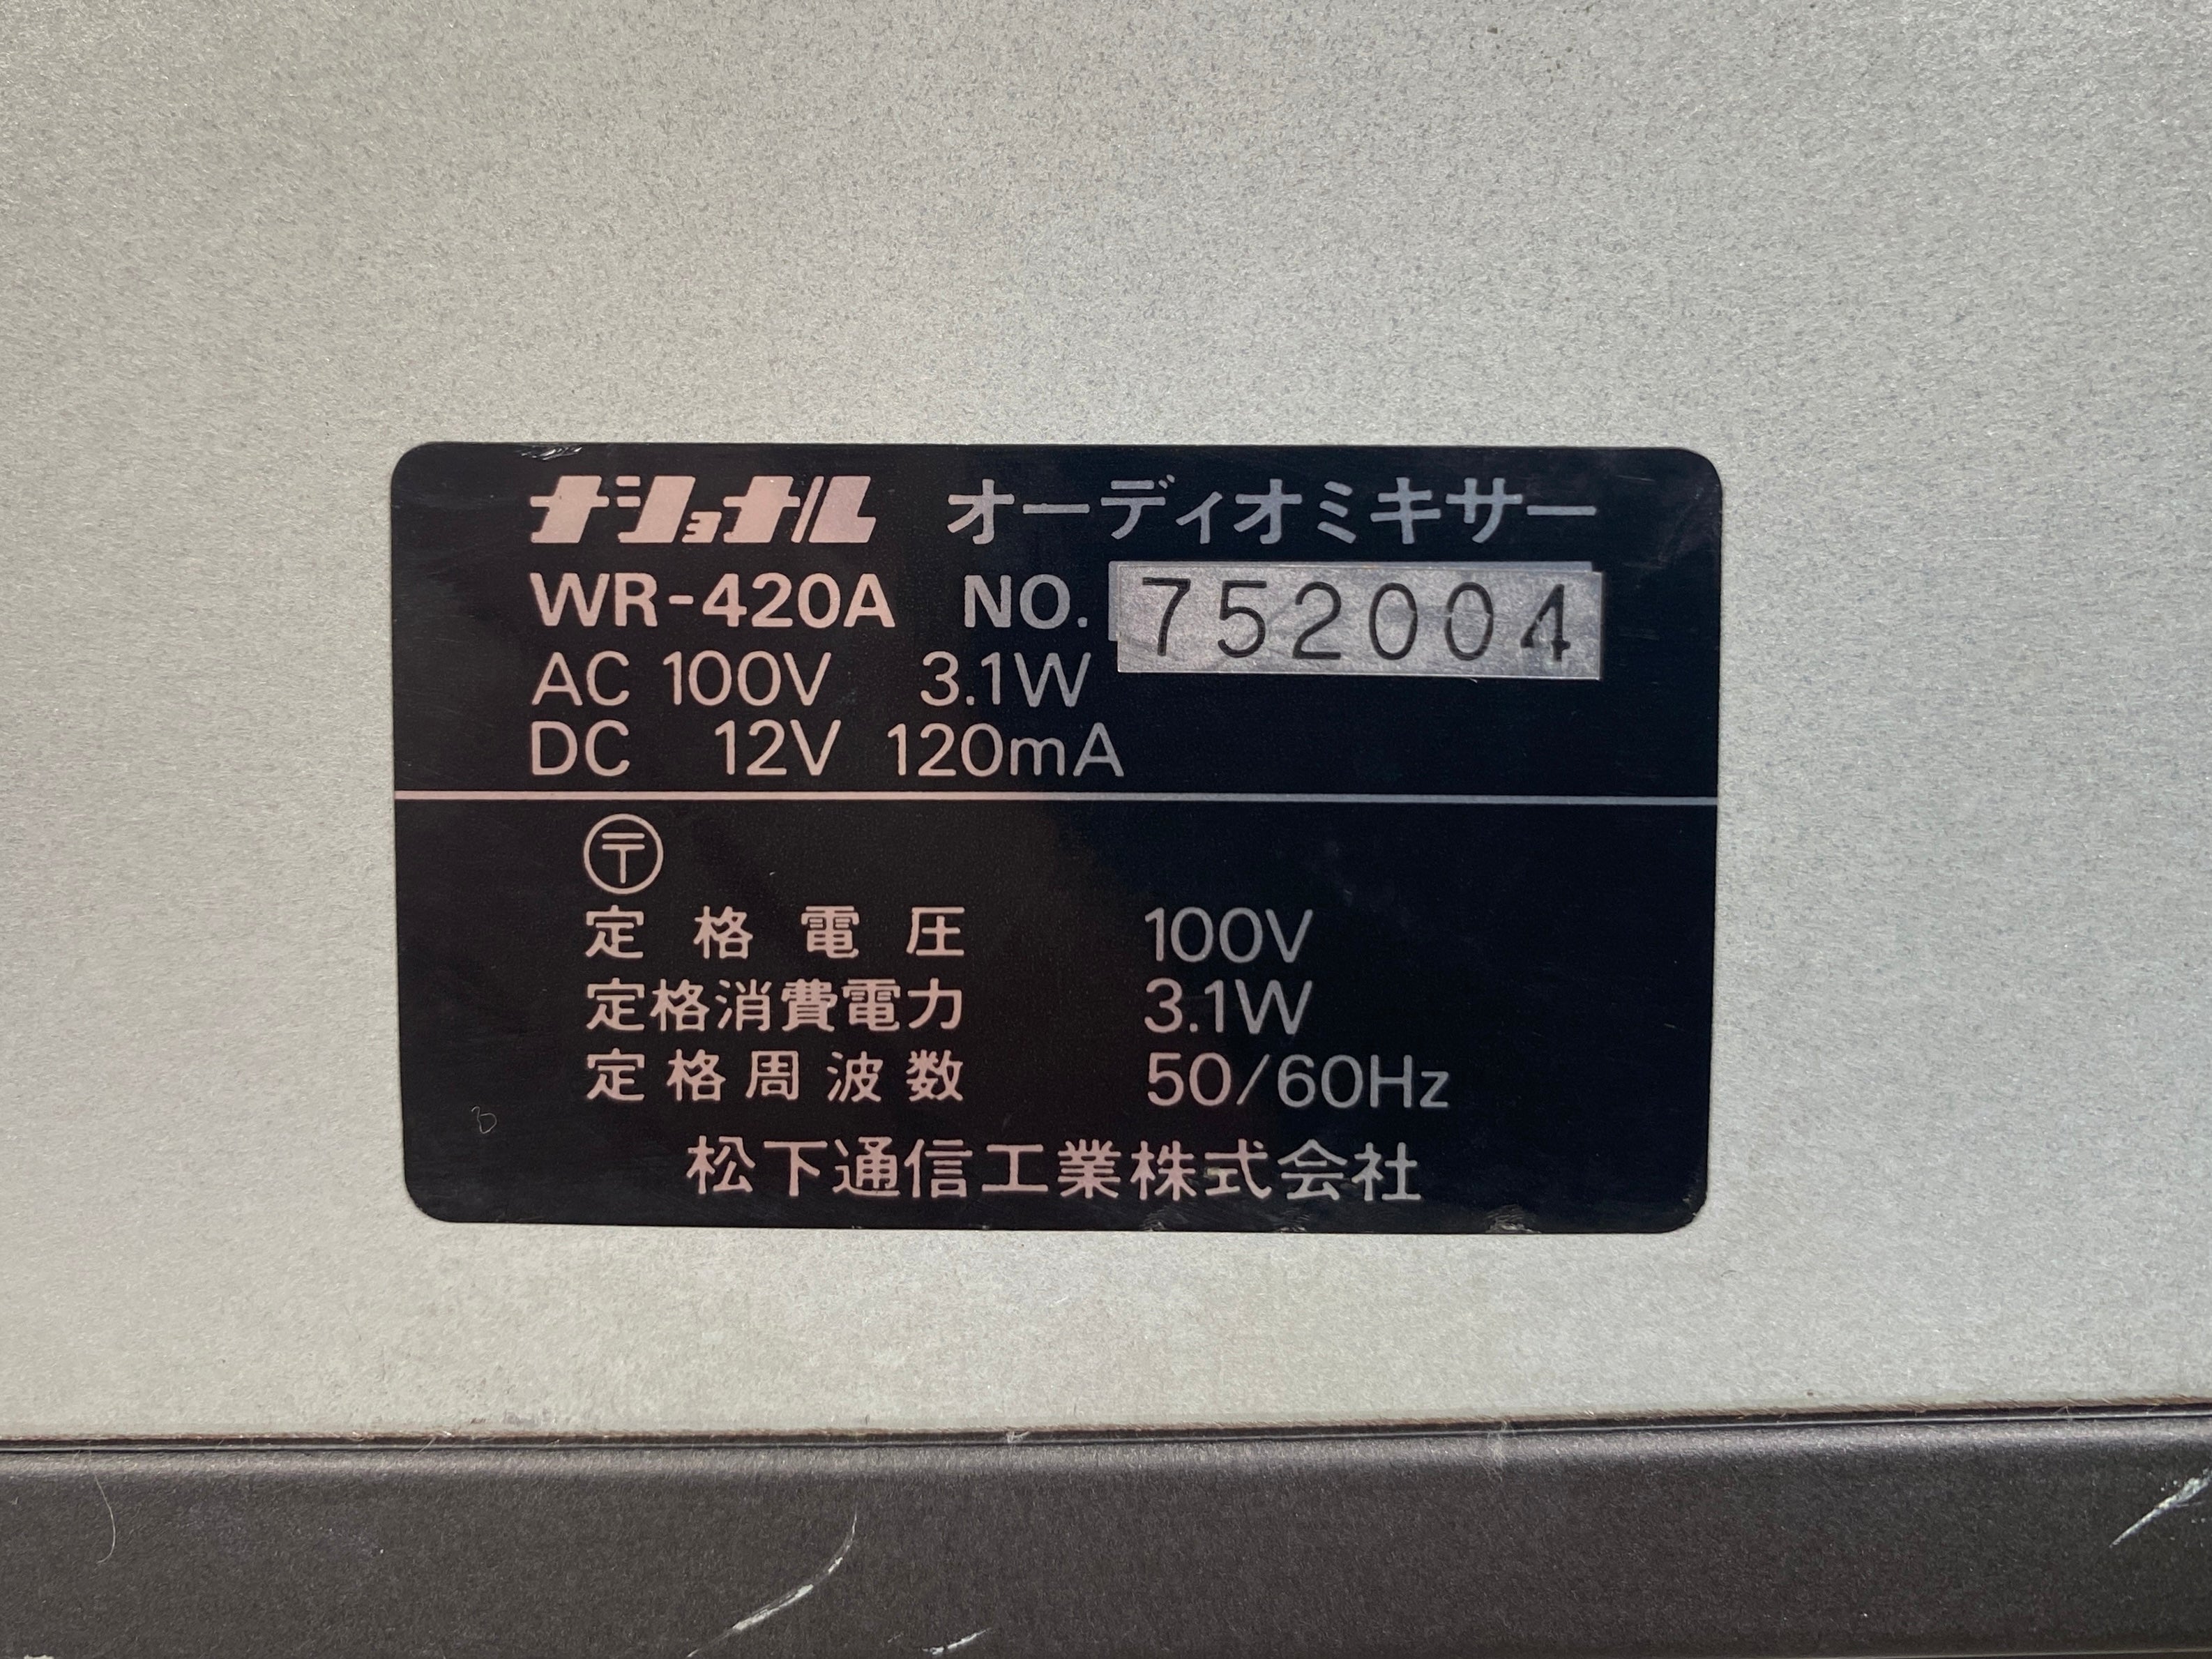 ナショナル オーディオミキサー
WR-420A NO. 752004
AC 100V 3.1W
DC 12V 120mA
〶
定格電圧 100V
定格消費電力 3.1W
定格周波数 50/60Hz
松下通信工業株式会社